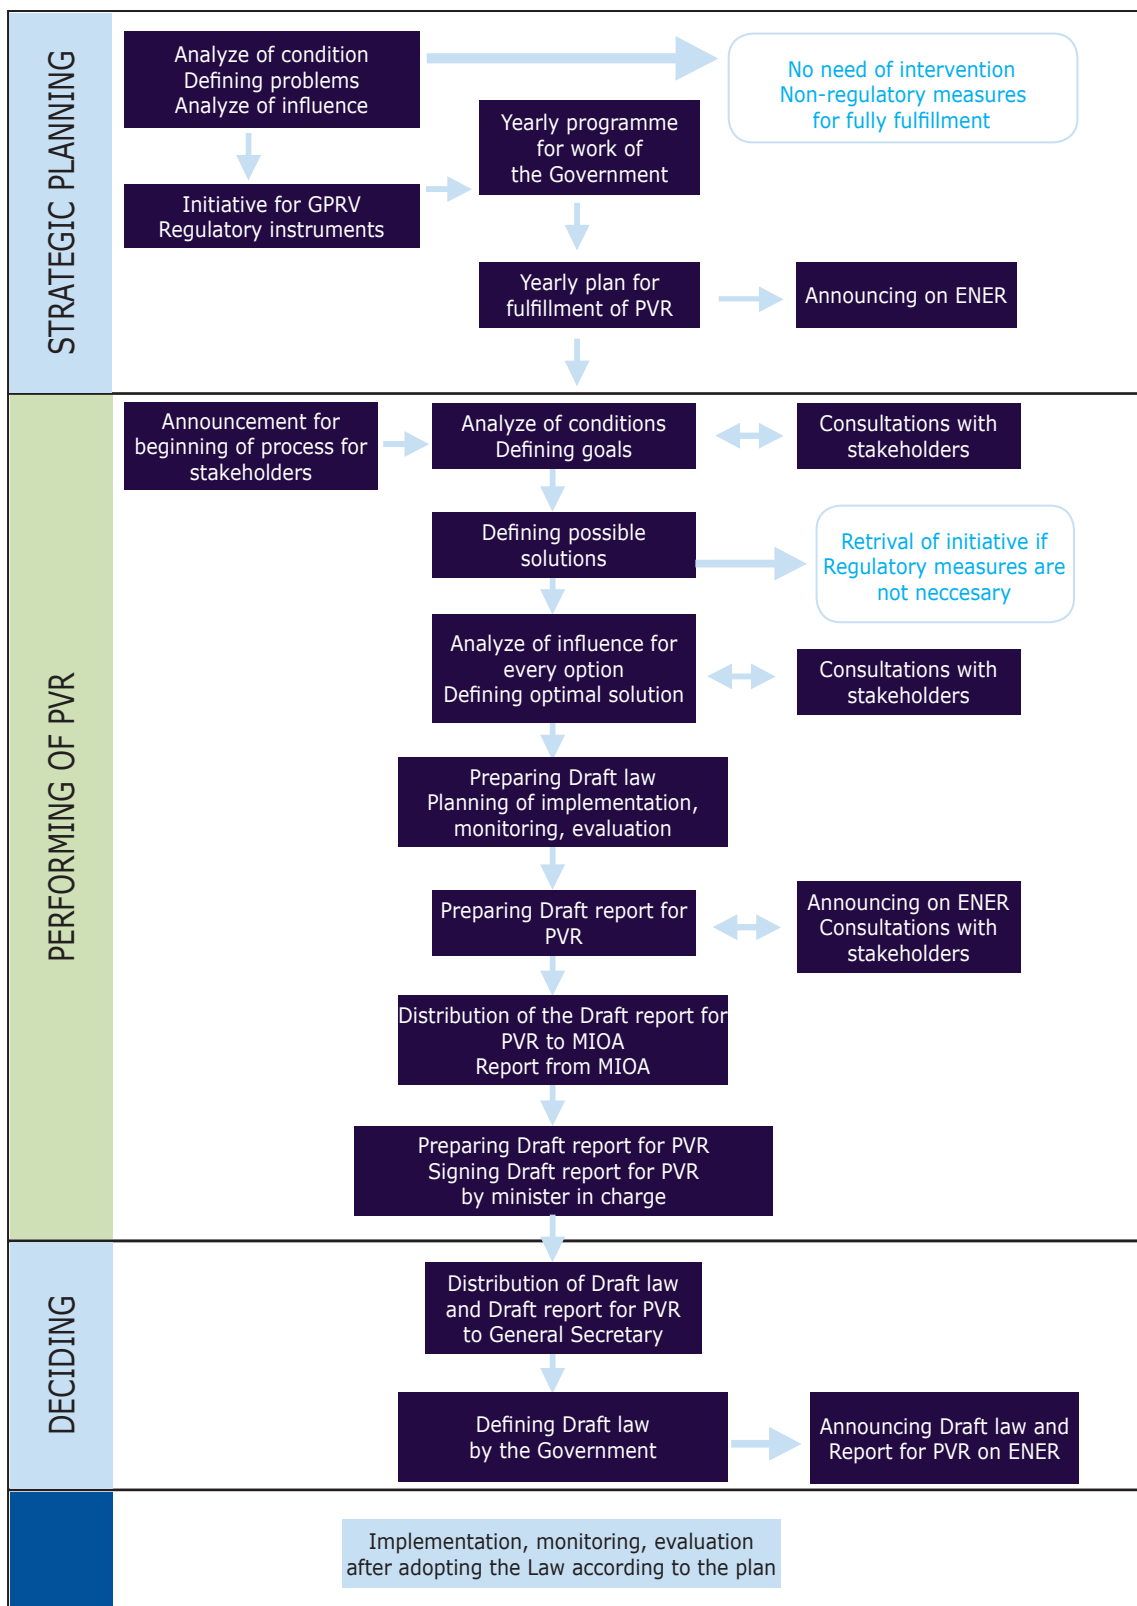 STRATEGIC PLANNING
Analyze of condition
Defining problems
Analyze of influence
No need of intervention
Non-regulatory measures
for fully fulfillment
Yearly programme
for work of
the Government
Initiative for GPRV
Regulatory instruments
Yearly plan for
fulfillment of PVR
Announcing on ENER
PERFORMING OF PVR
Announcement for
beginning of process for
stakeholders
Analyze of conditions
Defining goals
Consultations with
stakeholders
Defining possible
solutions
Retrival of initiative if
Regulatory measures are
not neccesary
Analyze of influence for
every option
Defining optimal solution
Consultations with
stakeholders
Preparing Draft law
Planning of implementation,
monitoring, evaluation
Preparing Draft report for
PVR
Announcing on ENER
Consultations with
stakeholders
Distribution of the Draft report for
PVR to MIOA
Report from MIOA
Preparing Draft report for PVR
Signing Draft report for PVR
by minister in charge
DECIDING
Distribution of Draft law
and Draft report for PVR
to General Secretary
Defining Draft law
by the Government
Announcing Draft law and
Report for PVR on ENER
Implementation, monitoring, evaluation
after adopting the Law according to the plan